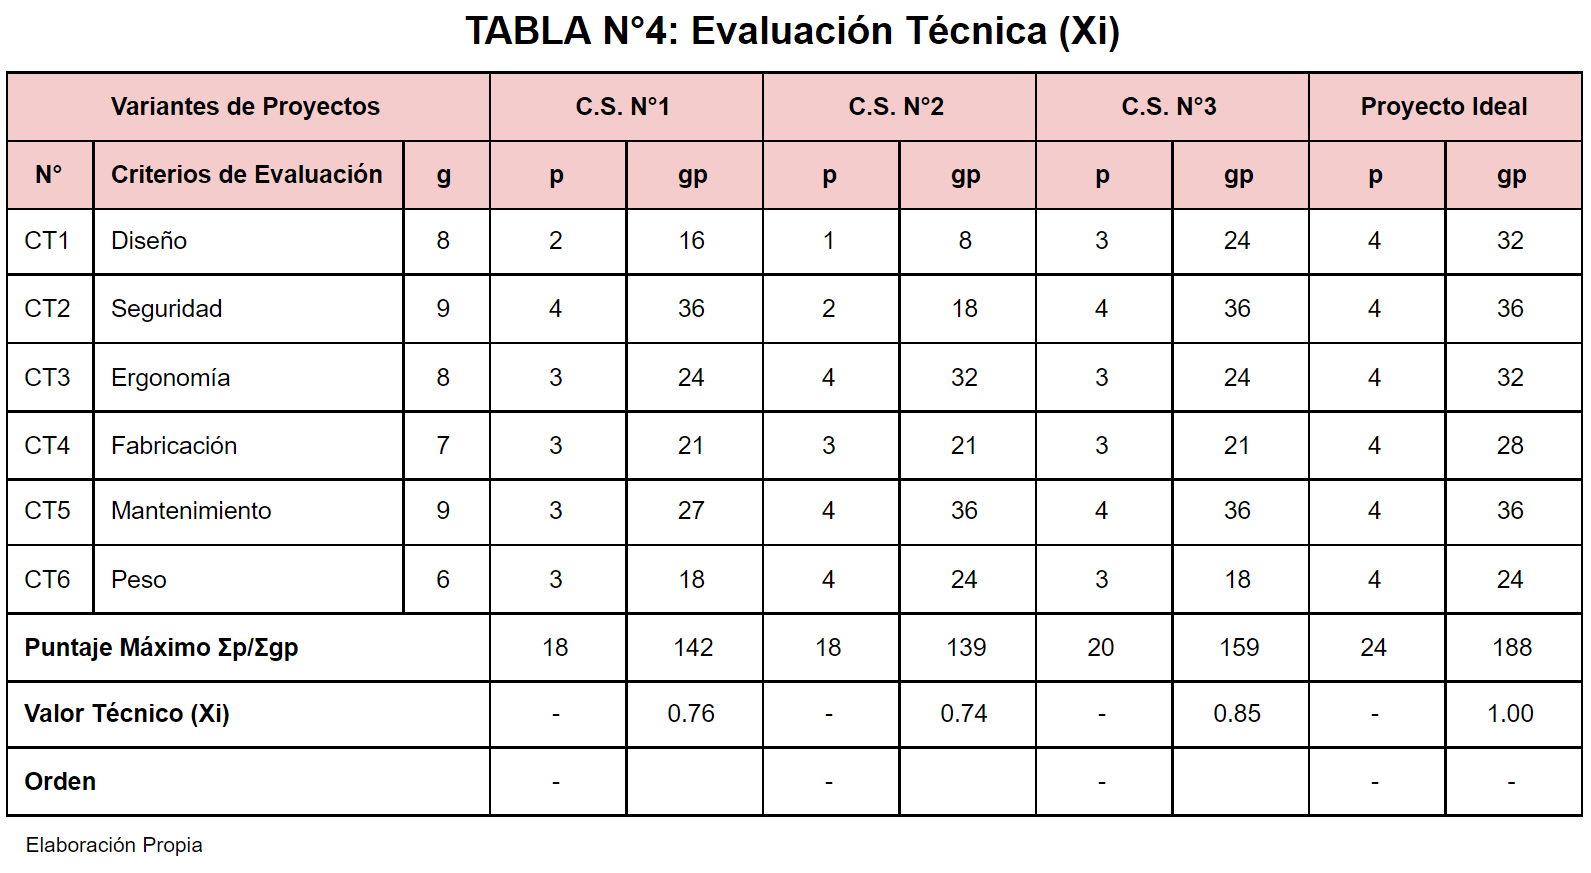 TABLA N°4: Evaluación Técnica (Xi)
Variantes de Proyectos C.S. N°1 C.S. N°2 C.S. N°3 Proyecto Ideal
N° Criterios de Evaluación g p gp p gp p gp p gp
CT1 Diseño 8 2 16 1 8 3 24 4 32
CT2 Seguridad 9 4 36 2 18 4 36 4 36
CT3 Ergonomía 8 3 24 4 32 3 24 4 32
CT4 Fabricación 7 3 21 3 21 3 21 4 28
CT5 Mantenimiento 9 3 27 4 36 4 36 4 36
CT6 Peso 6 3 18 4 24 3 18 4 24
Puntaje Máximo Σp/Σgp 18 142 18 139 20 159 24 188
Valor Técnico (Xi) - 0.76 - 0.74 - 0.85 - 1.00
Orden - - - - -
Elaboración Propia